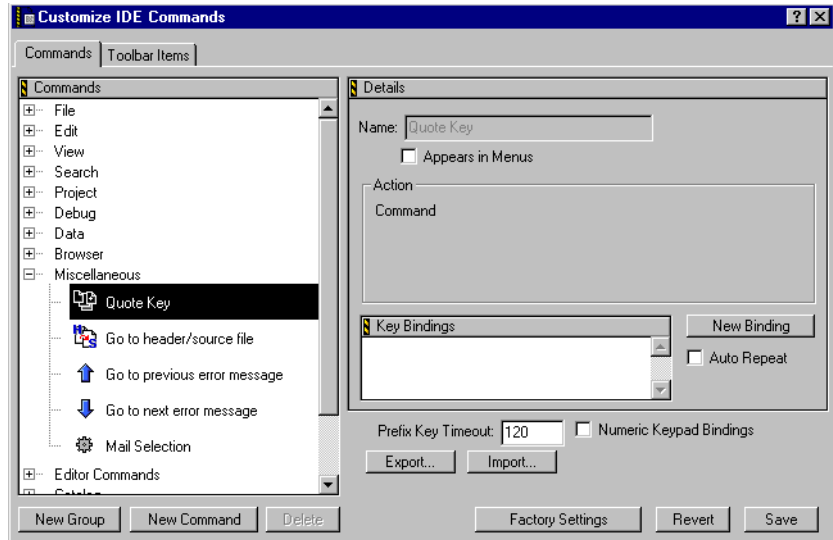 Customize IDE Commands
Commands
Toolbar Items
Commands
File
Edit
View
Search
Project
Debug
Data
Browser
Miscellaneous
Quote Key
Go to header/source file
Go to previous error message
Go to next error message
Mail Selection
Editor Commands
Catalog
New Group
New Command
Delete
Details
Name: Quote Key
Appears in Menus
Action
Command
Key Bindings
New Binding
Auto Repeat
Prefix Key Timeout: 120
Numeric Keypad Bindings
Export...
Import...
Factory Settings
Revert
Save